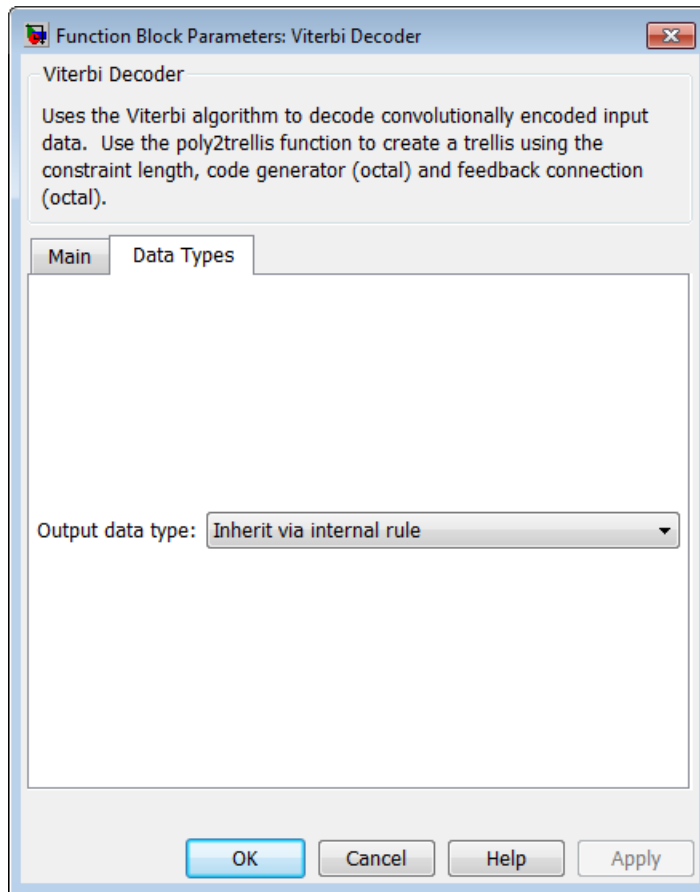 Function Block Parameters: Viterbi Decoder
Viterbi Decoder
Uses the Viterbi algorithm to decode convolutionally encoded input
data.  Use the poly2trellis function to create a trellis using the
constraint length, code generator (octal) and feedback connection
(octal).
Main Data Types
Output data type: Inherit via internal rule
OK Cancel Help Apply